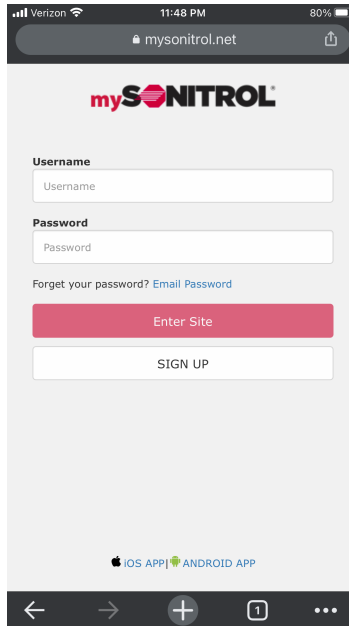 Verizon 11:48 PM 80%
mysonitrol.net
mySONITROL
Username
Username
Password
Password
Forget your password? Email Password
Enter Site
SIGN UP
iOS APP|ANDROID APP
1